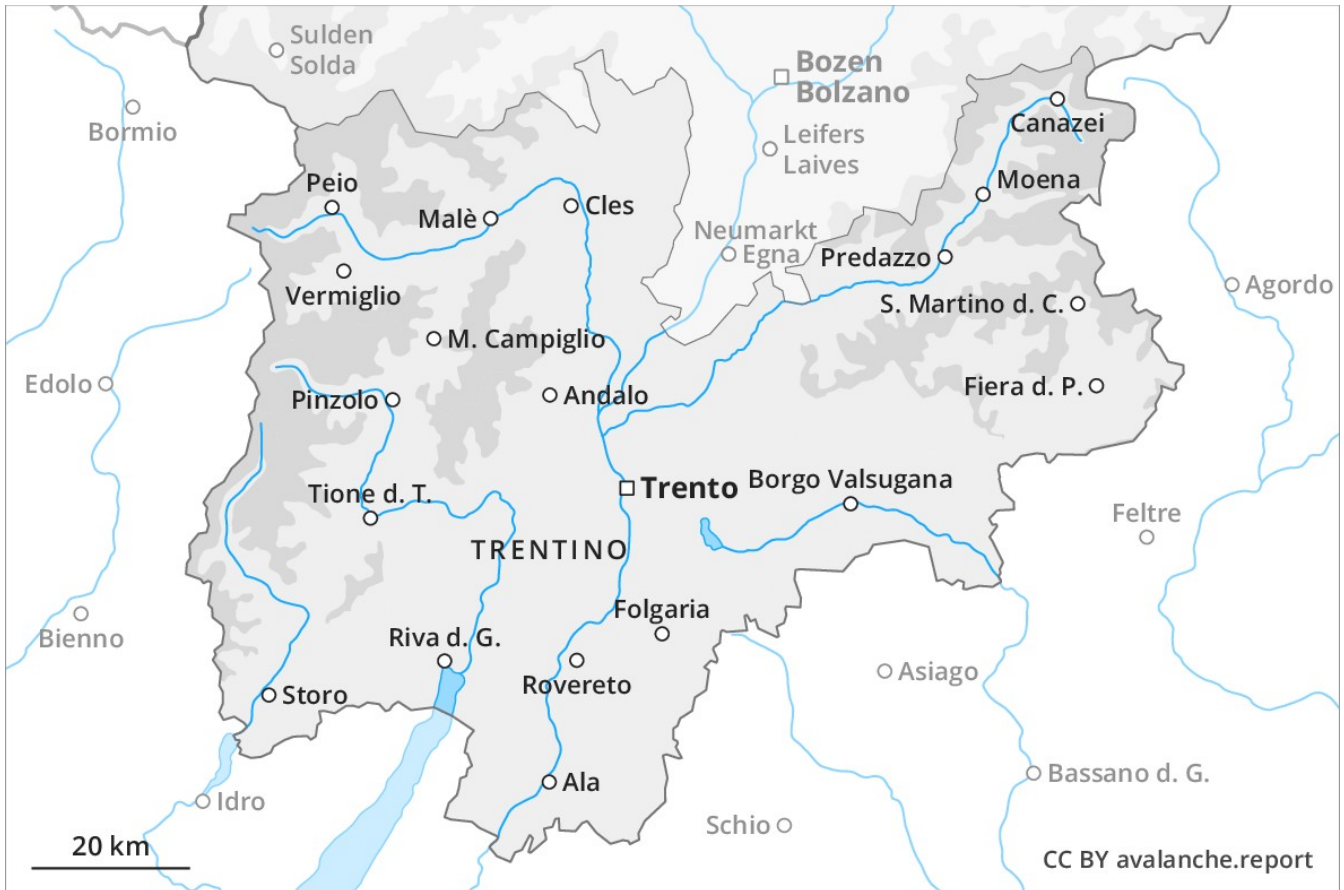 Sulden
Solda
Bozen
Bolzano
Bormio
Canazei
Leifers
Laives
Peio
Moena
Malè
Cles
Neumarkt
Egna
Predazzo
Vermiglio
S. Martino d. C.
Agordo
M. Campiglio
Edolo
Pinzolo
Andalo
Fiera d. P.
Tione d. T.
Trento
Borgo Valsugana
Feltre
TRENTINO
Folgaria
Bienno
Riva d. G.
Asiago
Storo
Rovereto
Ala
Bassano d. G.
Idro
Schio
20 km
CC BY avalanche.report